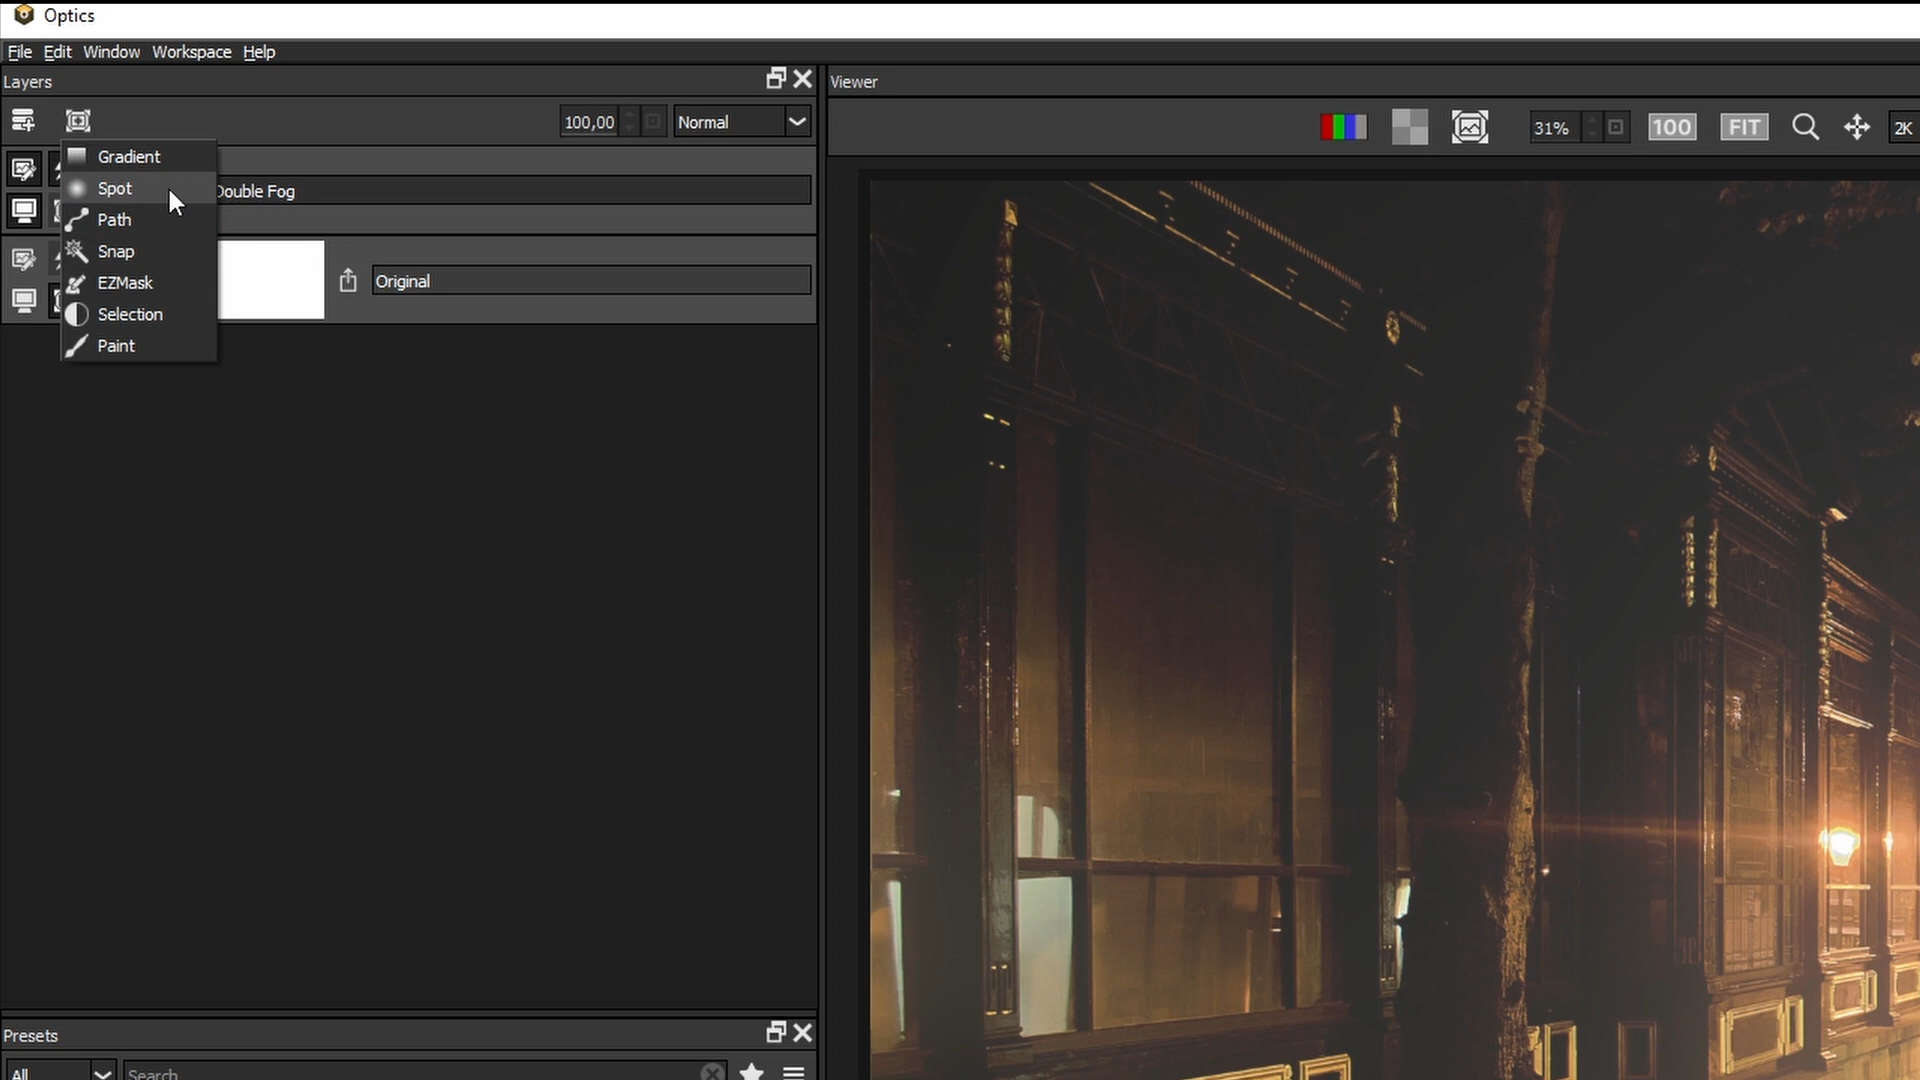 Optics
File Edit Window Workspace Help
Layers
Viewer
100,00 Normal
31% 100 FIT 2K
Gradient
Spot
Double Fog
Path
Snap
EZMask
Original
Selection
Paint
Presets
All Search